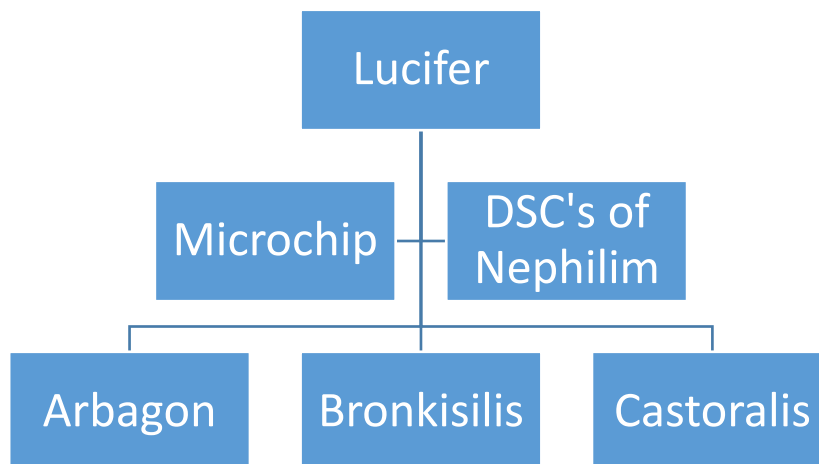 Lucifer
Microchip
DSC's of
Nephilim
Arbagon
Bronkisilis
Castoralis